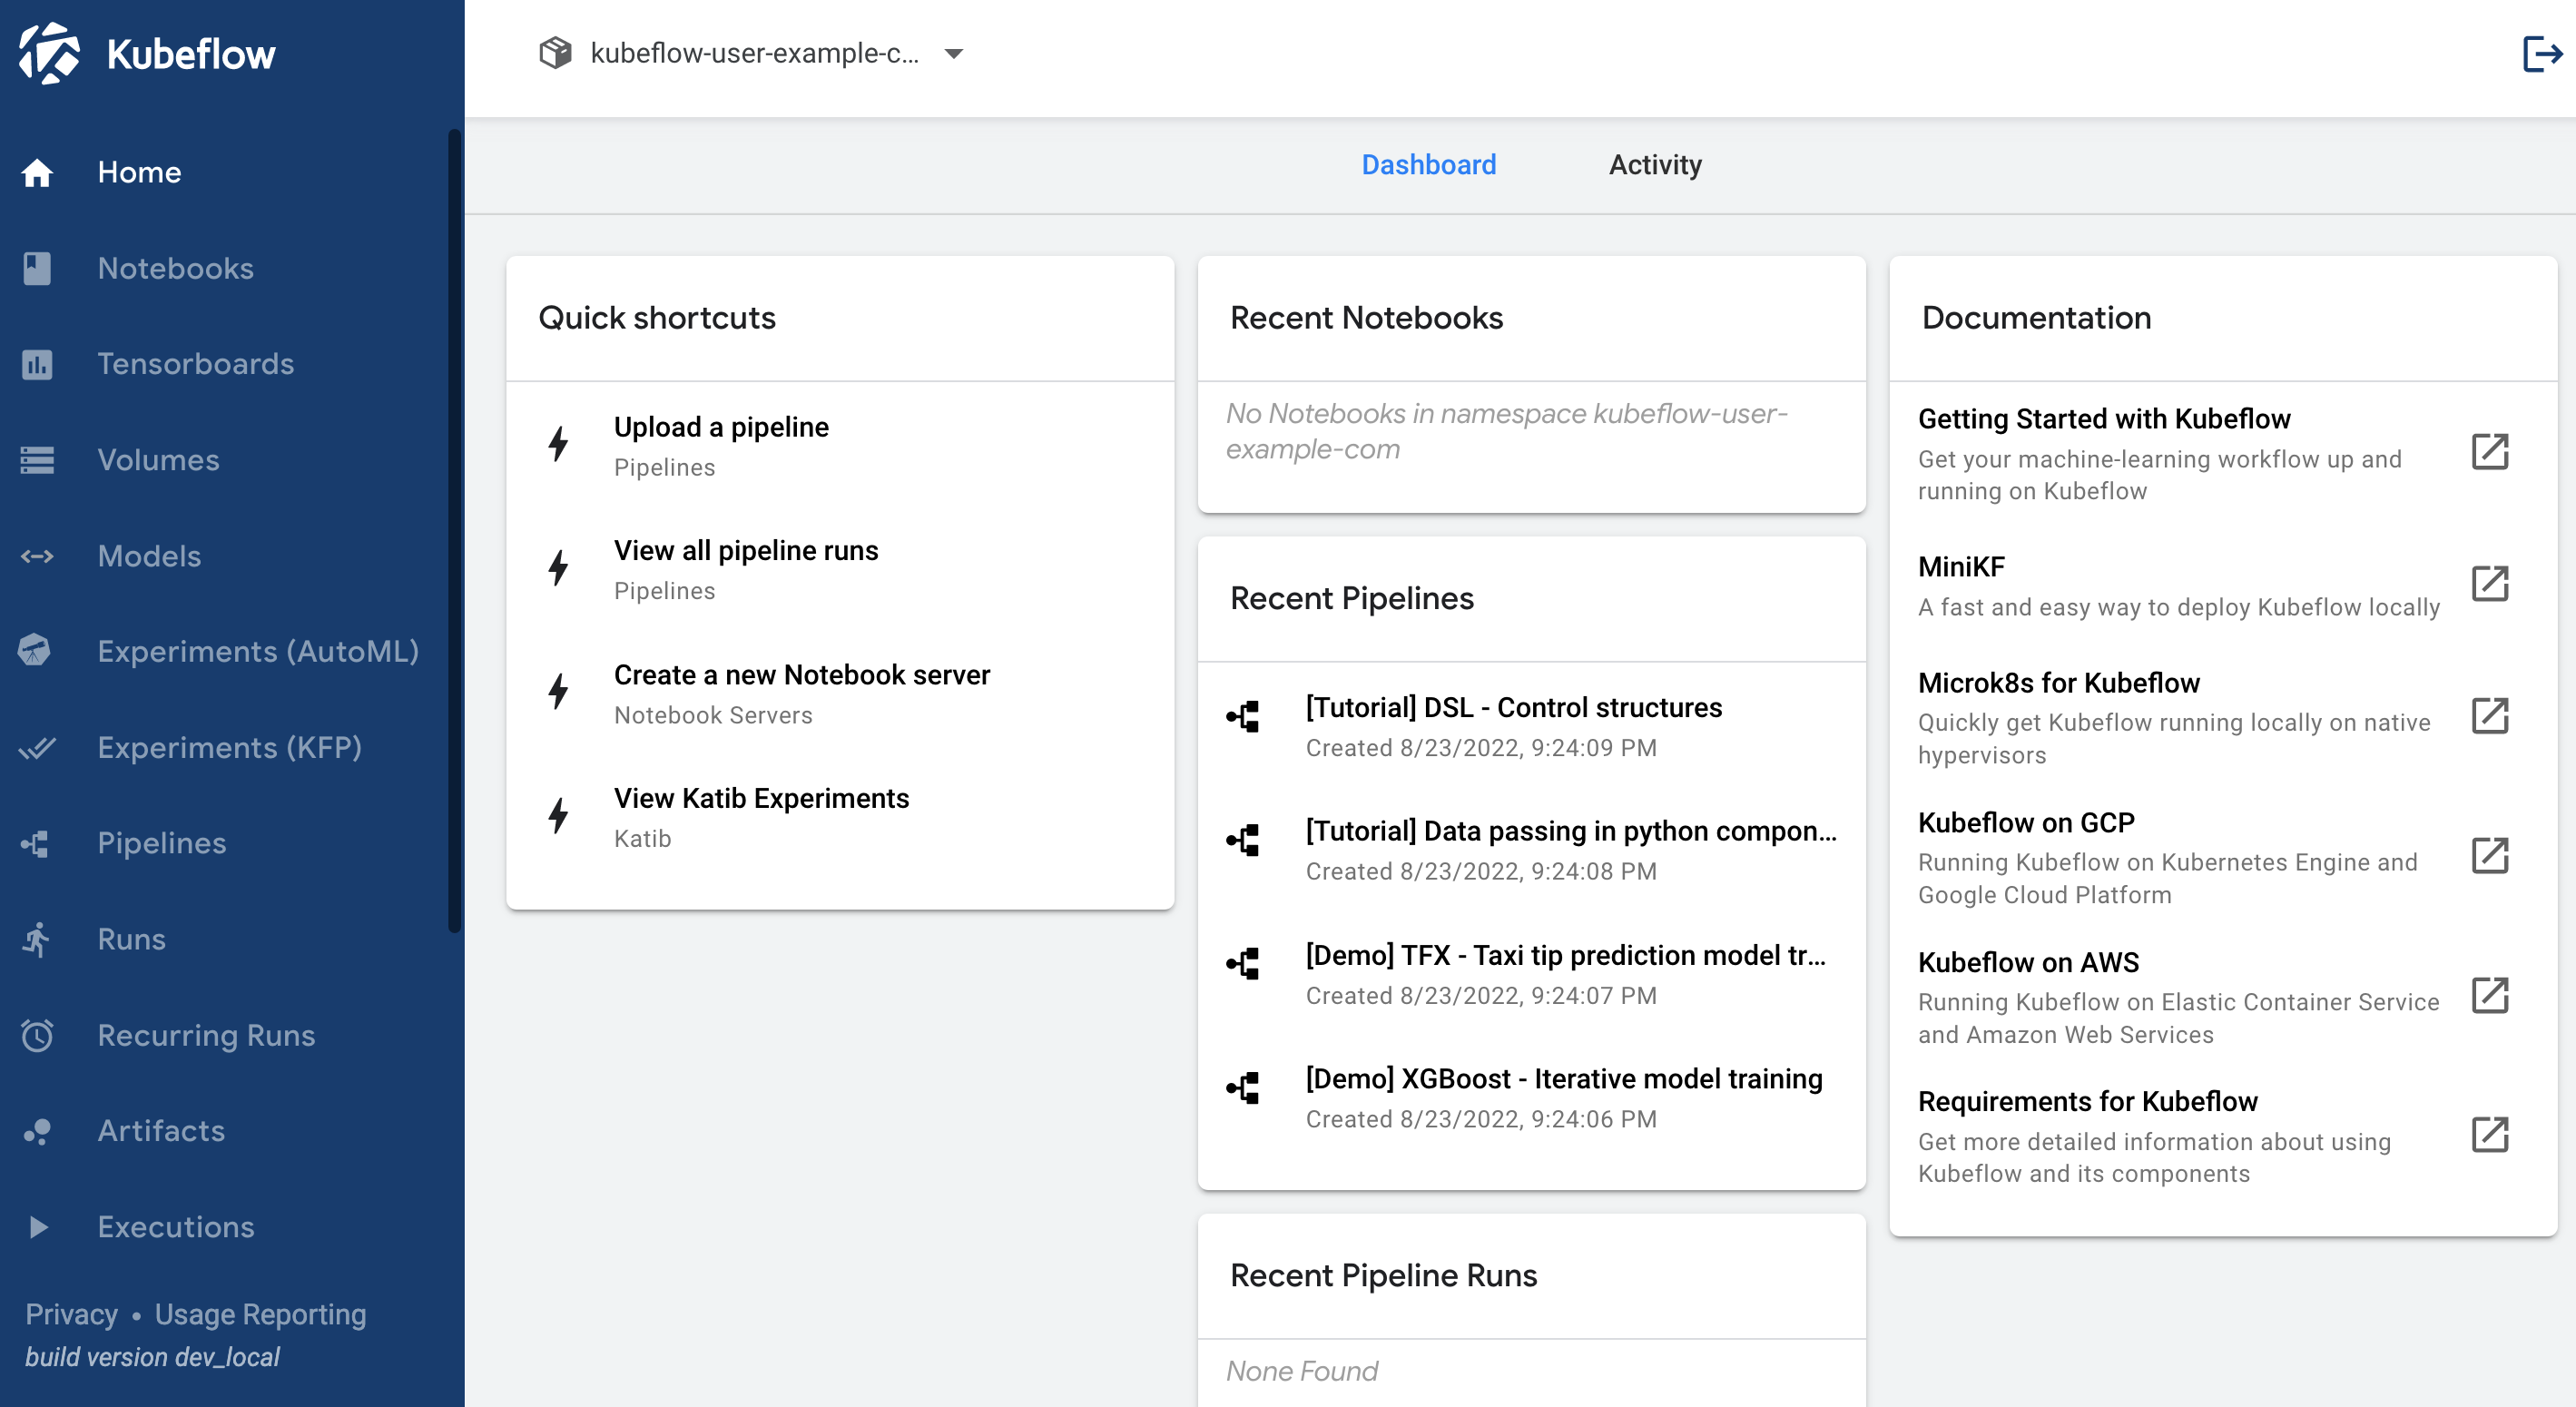 Kubeflow
Home
Notebooks
Tensorboards
Volumes
Models
Experiments (AutoML)
Experiments (KFP)
Pipelines
Runs
Recurring Runs
Artifacts
Executions
Privacy • Usage Reporting
build version dev_local
kubeflow-user-example-c...
Dashboard
Activity
Quick shortcuts
Upload a pipeline
Pipelines
View all pipeline runs
Pipelines
Create a new Notebook server
Notebook Servers
View Katib Experiments
Katib
Recent Notebooks
No Notebooks in namespace kubeflow-user-
example-com
Recent Pipelines
[Tutorial] DSL - Control structures
Created 8/23/2022, 9:24:09 PM
[Tutorial] Data passing in python compon...
Created 8/23/2022, 9:24:08 PM
[Demo] TFX - Taxi tip prediction model tr...
Created 8/23/2022, 9:24:07 PM
[Demo] XGBoost - Iterative model training
Created 8/23/2022, 9:24:06 PM
Recent Pipeline Runs
None Found
Documentation
Getting Started with Kubeflow
Get your machine-learning workflow up and
running on Kubeflow
MiniKF
A fast and easy way to deploy Kubeflow locally
Microk8s for Kubeflow
Quickly get Kubeflow running locally on native
hypervisors
Kubeflow on GCP
Running Kubeflow on Kubernetes Engine and
Google Cloud Platform
Kubeflow on AWS
Running Kubeflow on Elastic Container Service
and Amazon Web Services
Requirements for Kubeflow
Get more detailed information about using
Kubeflow and its components